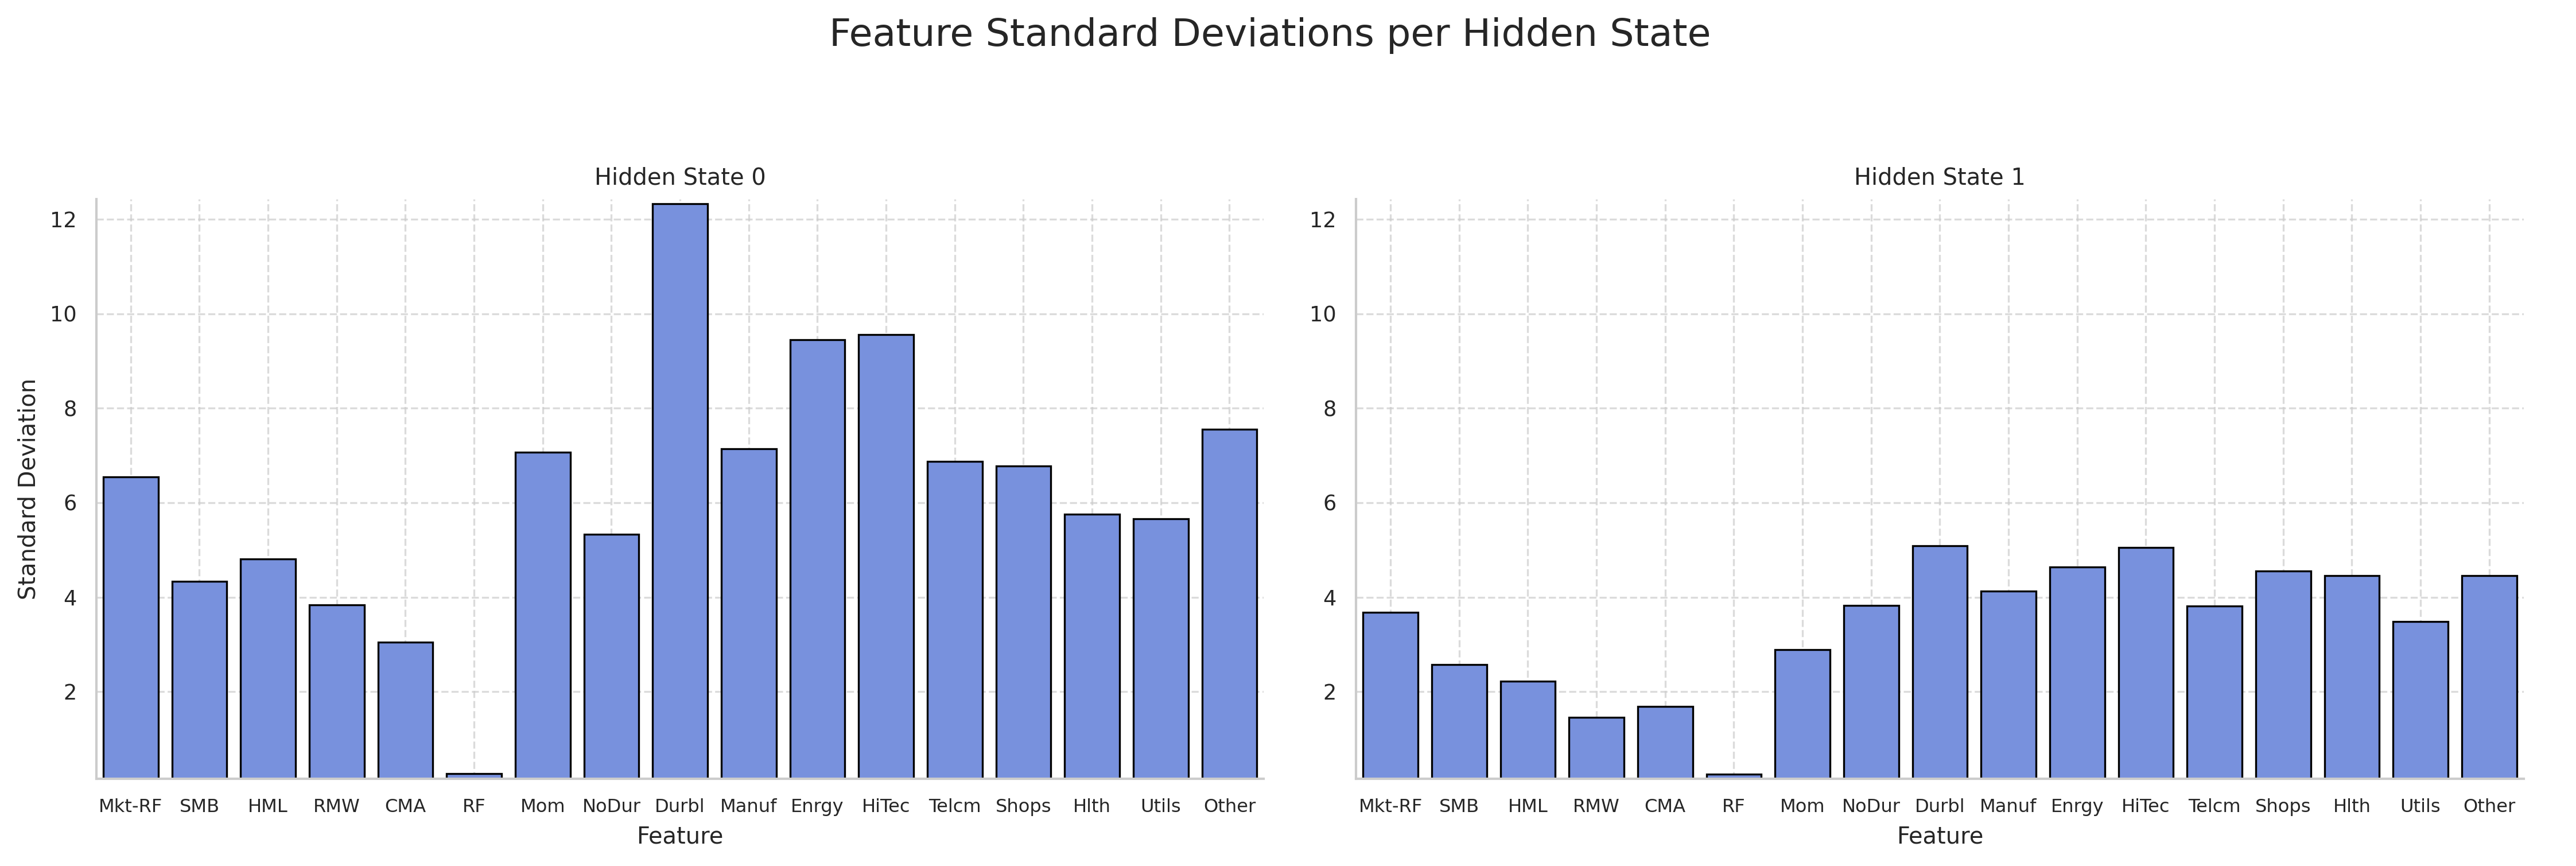 Feature Standard Deviations per Hidden State
Hidden State 0
Standard Deviation
12
10
8
6
4
2
Mkt-RF SMB HML RMW CMA RF Mom NoDur Durbl Manuf Enrgy HiTec Telcm Shops Hlth Utils Other
Feature
Hidden State 1
12
10
8
6
4
2
Mkt-RF SMB HML RMW CMA RF Mom NoDur Durbl Manuf Enrgy HiTec Telcm Shops Hlth Utils Other
Feature